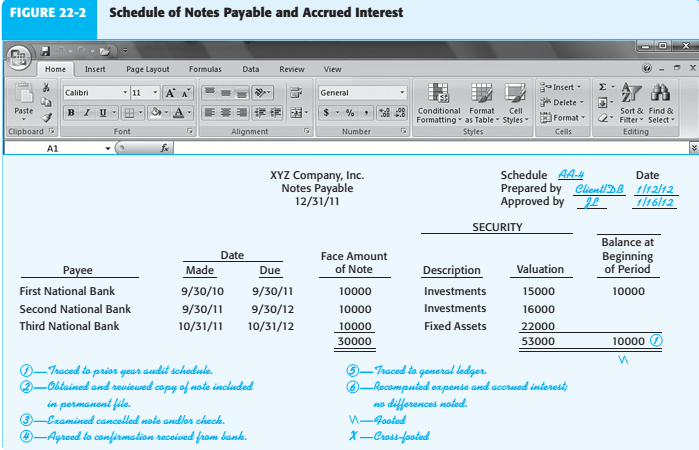 FIGURE 22-2 Schedule of Notes Payable and Accrued Interest
Home Insert Page Layout Formulas Data Review View
Paste
Calibri 11 A A
General
B I U A
$ % ,
Conditional Formatting Format as Table Cell Styles
Insert
Delete
Format
Σ
Sort & Filter Find & Select
Clipboard Font Alignment Number Styles Cells Editing
A1 fx
XYZ Company, Inc.
Notes Payable
12/31/11
Schedule AA-4 Date
Prepared by Client/DB 1/12/12
Approved by JL 1/16/12
SECURITY
Date Face Amount Balance at Beginning
Payee Made Due of Note Description Valuation of Period
First National Bank 9/30/10 9/30/11 10000 Investments 15000 10000
Second National Bank 9/30/11 9/30/12 10000 Investments 16000
Third National Bank 10/31/11 10/31/12 10000 Fixed Assets 22000
30000 53000 10000 ①
①—Traced to prior year audit schedule.
②—Obtained and reviewed copy of note included
in permanent file.
③—Examined cancelled note and/or check.
④—Agreed to confirmation received from bank.
⑤—Traced to general ledger.
⑥—Recomputed expense and accrued interest;
no differences noted.
\/\—Footed
X—Cross-footed